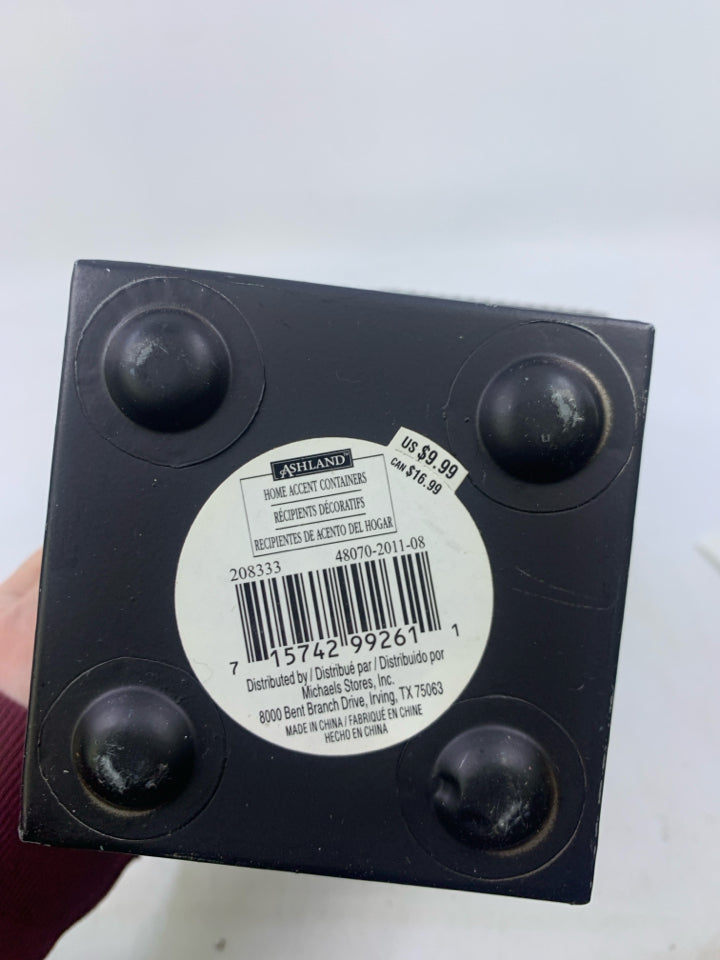 US $9.99
CAN $16.99
ASHLAND™
HOME ACCENT CONTAINERS
RÉCIPIENTS DÉCORATIFS
RECIPIENTES DE ACENTO DEL HOGAR
208333 48070-2011-08
7 15742 99261 1
Distributed by / Distribué par / Distribuido por
Michaels Stores, Inc.
8000 Bent Branch Drive, Irving, TX 75063
MADE IN CHINA / FABRIQUÉ EN CHINE
HECHO EN CHINA